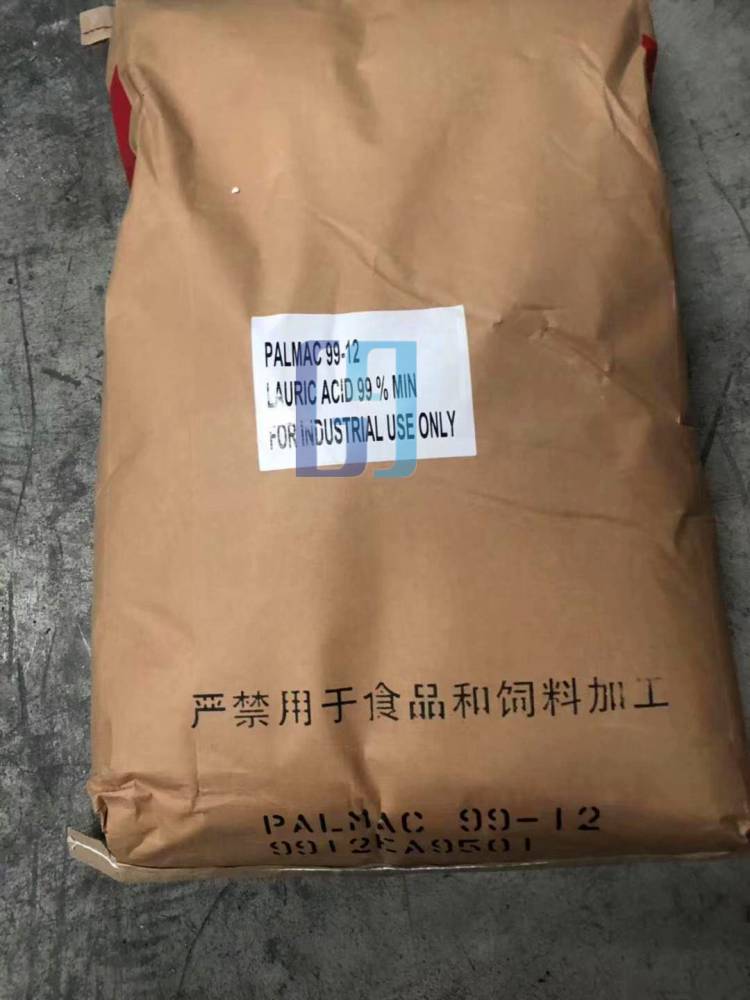 PALMAC 99-12
LAURIC ACID 99 % MIN
FOR INDUSTRIAL USE ONLY
严禁用于食品和饲料加工
PALMAC 99-12